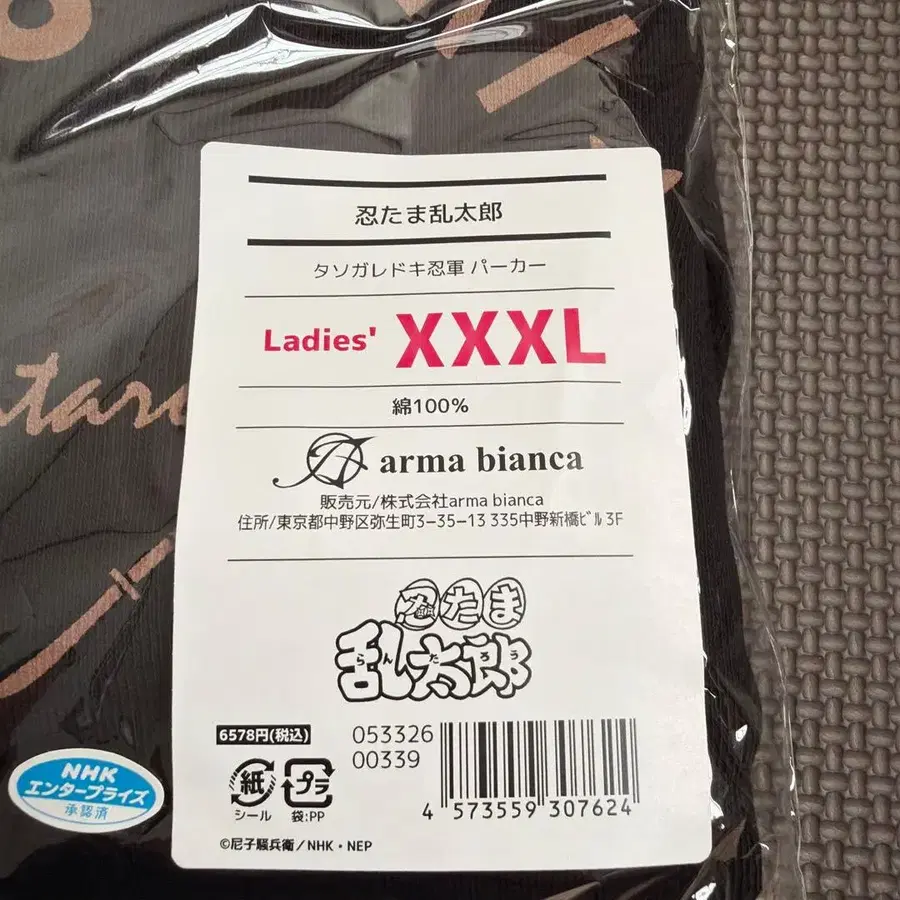 忍たま乱太郎
タソガレドキ忍軍 パーカー
Ladies' XXXL
綿100%
arma bianca
販売元/株式会社arma bianca
住所/東京都中野区弥生町3-35-13 335中野新橋ビル 3F
忍たま
乱太郎
らんたろう
6578円(税込)
053326
00339
紙
シール
プラ
袋:PP
4 573559 307624
©尼子騒兵衛/NHK・NEP
NHK
エンタープライズ
承認済